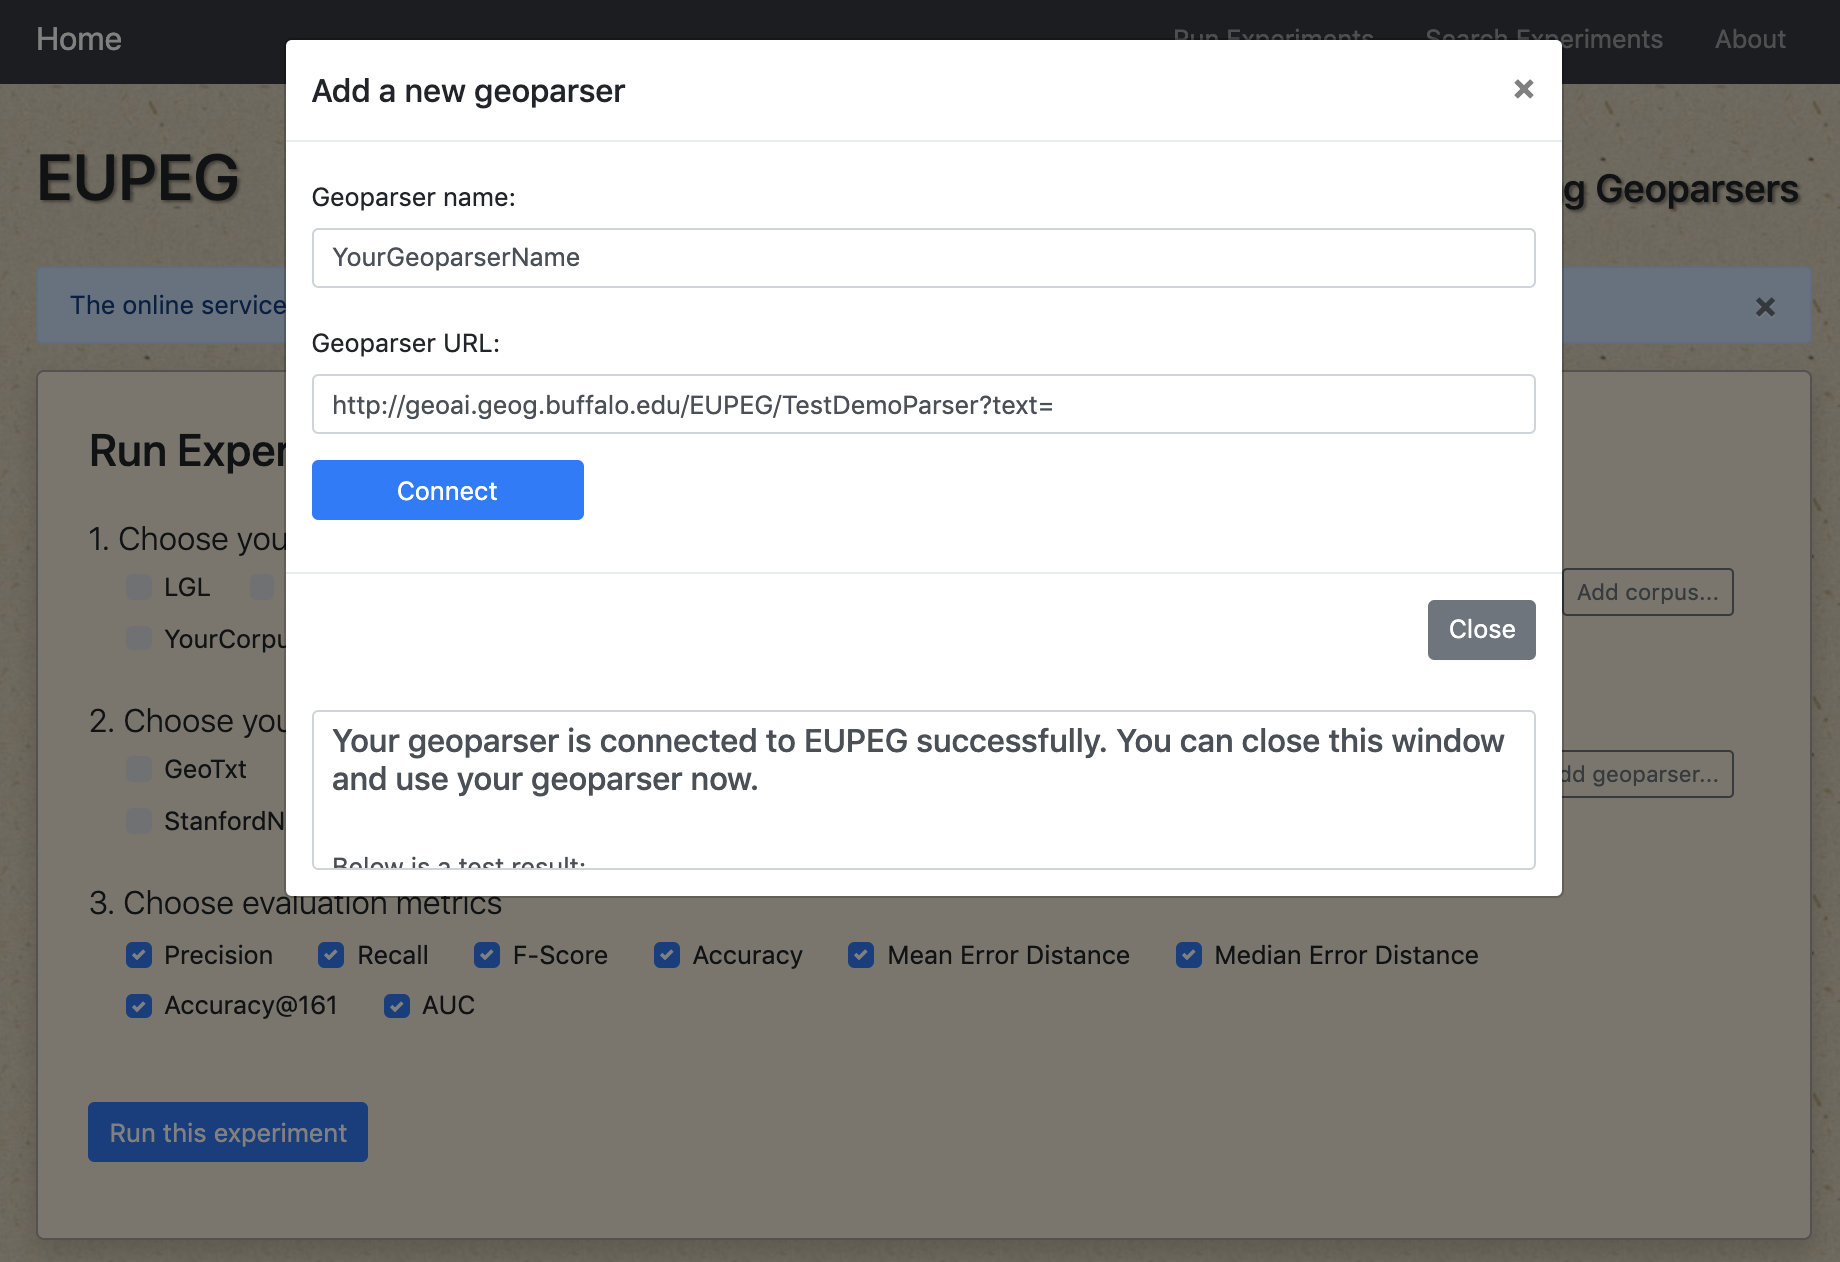 Home
Run Experiments
Search Experiments
About
Add a new geoparser
EUPEG
g Geoparsers
Geoparser name:
YourGeoparserName
The online service
Geoparser URL:
http://geoai.geog.buffalo.edu/EUPEG/TestDemoParser?text=
Run Exper
Connect
1. Choose you
LGL
Add corpus...
YourCorpu
Close
2. Choose you
Your geoparser is connected to EUPEG successfully. You can close this window
and use your geoparser now.
GeoTxt
dd geoparser...
StanfordN
Below is a test result:
3. Choose evaluation metrics
Precision Recall F-Score Accuracy Mean Error Distance Median Error Distance
Accuracy@161 AUC
Run this experiment